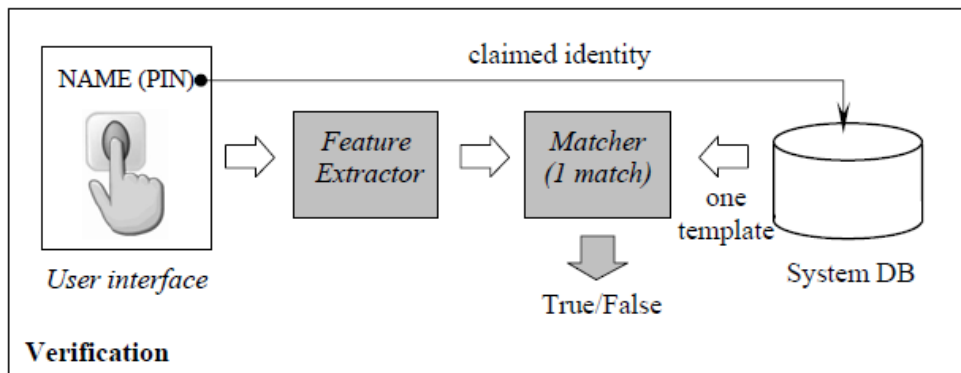 claimed identity
NAME (PIN)
Feature
Extractor
Matcher
(1 match)
one
template
User interface
True/False
System DB
Verification